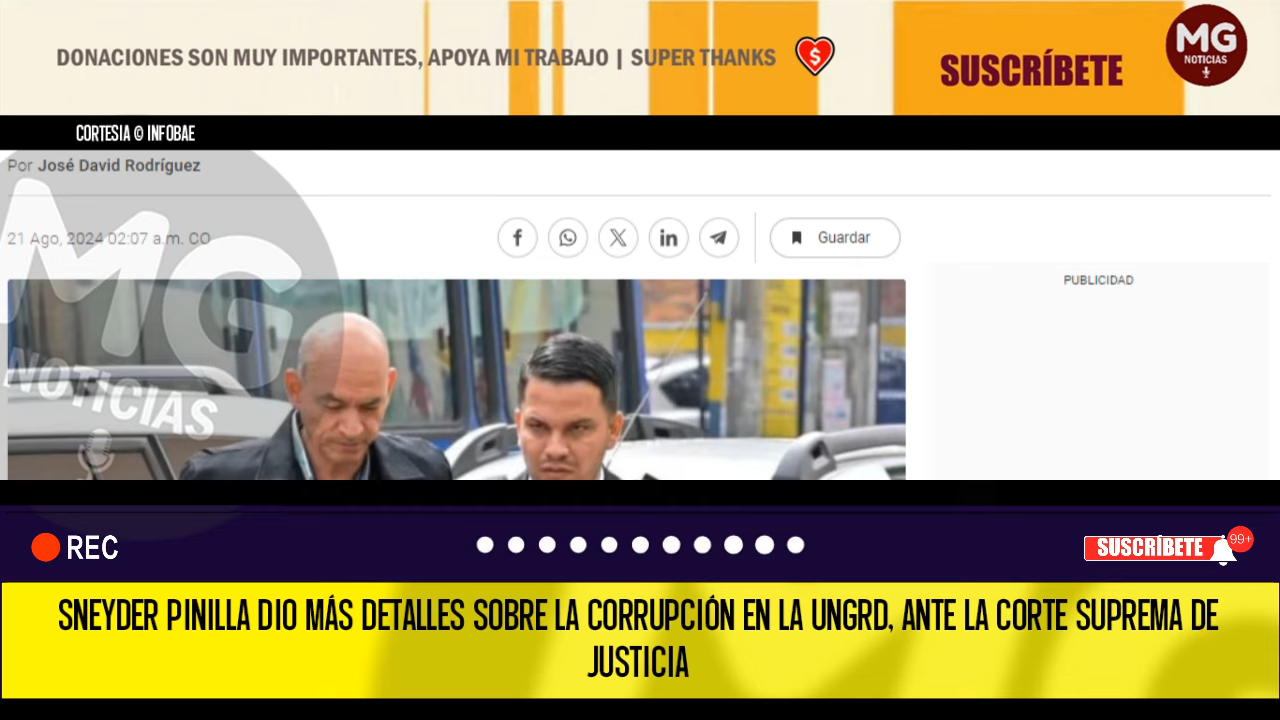 DONACIONES SON MUY IMPORTANTES, APOYA MI TRABAJO | SUPER THANKS
$
SUSCRÍBETE
MG
NOTICIAS
CORTESIA © INFOBAE
Por José David Rodríguez
21 Ago, 2024 02:07 a.m. CO
Guardar
PUBLICIDAD
MG
NOTICIAS
REC
SUSCRÍBETE
99+
SNEYDER PINILLA DIO MÁS DETALLES SOBRE LA CORRUPCIÓN EN LA UNGRD, ANTE LA CORTE SUPREMA DE
JUSTICIA